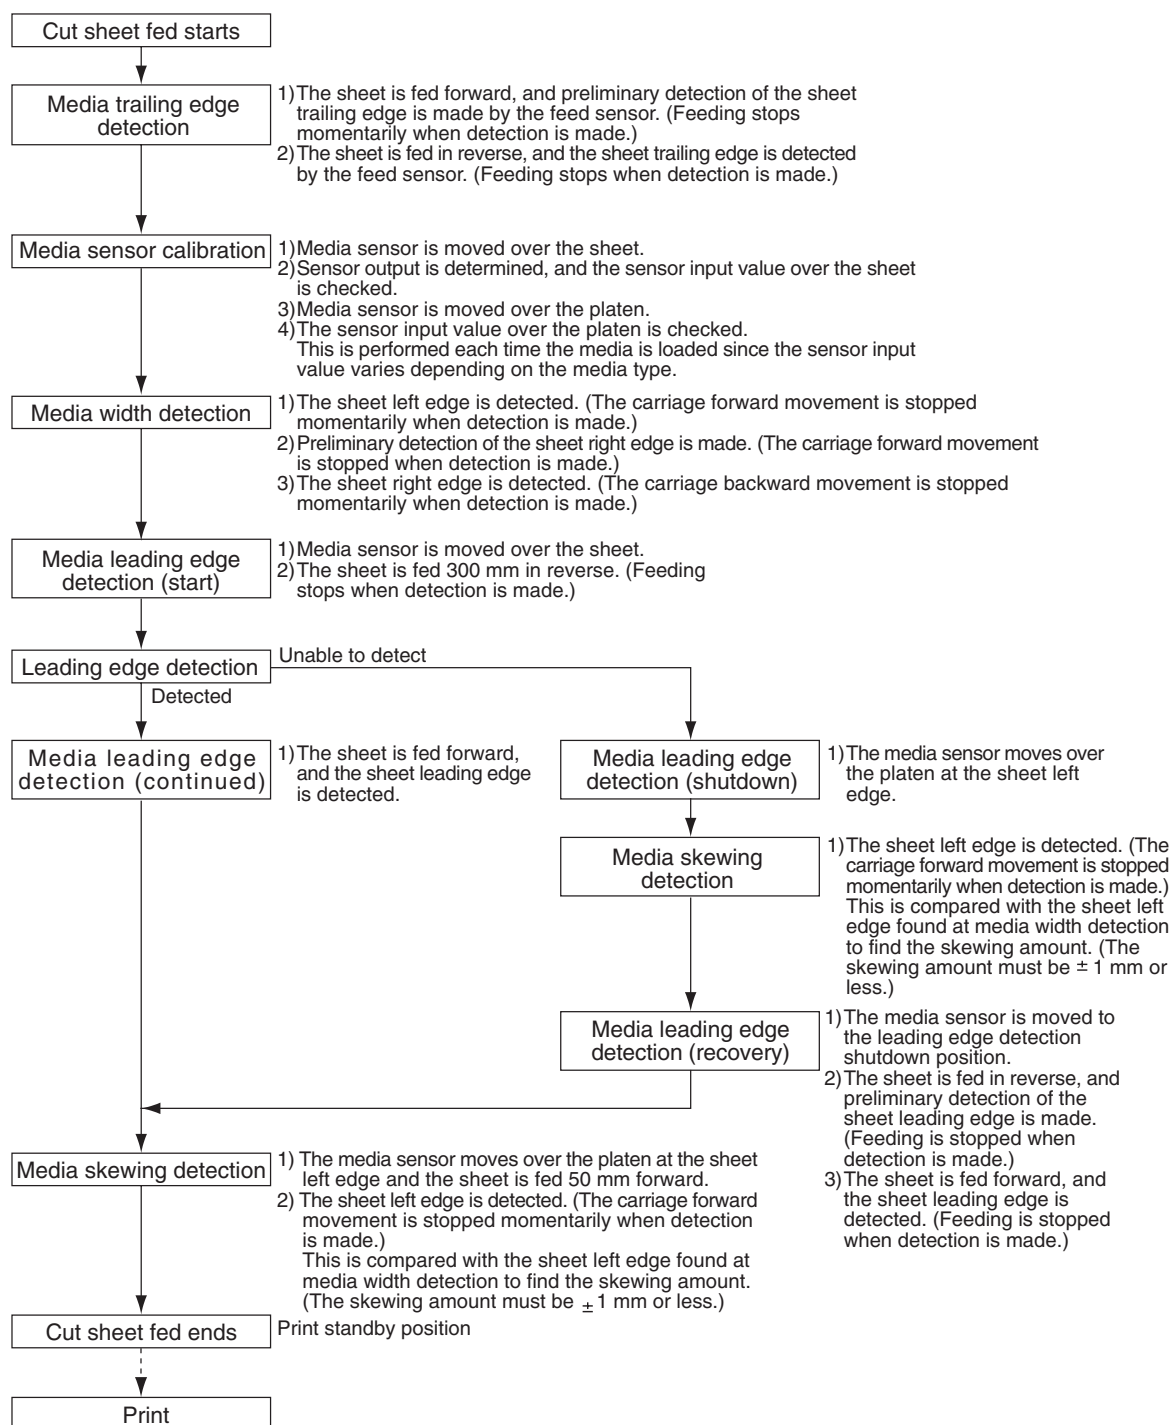 Cut sheet fed starts
Media trailing edge
detection
1)The sheet is fed forward, and preliminary detection of the sheet
trailing edge is made by the feed sensor. (Feeding stops
momentarily when detection is made.)
2)The sheet is fed in reverse, and the sheet trailing edge is detected
by the feed sensor. (Feeding stops when detection is made.)
Media sensor calibration
1)Media sensor is moved over the sheet.
2)Sensor output is determined, and the sensor input value over the sheet
is checked.
3)Media sensor is moved over the platen.
4)The sensor input value over the platen is checked.
This is performed each time the media is loaded since the sensor input
value varies depending on the media type.
Media width detection
1)The sheet left edge is detected. (The carriage forward movement is stopped
momentarily when detection is made.)
2)Preliminary detection of the sheet right edge is made. (The carriage forward movement
is stopped when detection is made.)
3)The sheet right edge is detected. (The carriage backward movement is stopped
momentarily when detection is made.)
Media leading edge
detection (start)
1)Media sensor is moved over the sheet.
2)The sheet is fed 300 mm in reverse. (Feeding
stops when detection is made.)
Leading edge detection
Unable to detect
Detected
Media leading edge
detection (continued)
1)The sheet is fed forward,
and the sheet leading edge
is detected.
Media leading edge
detection (shutdown)
1)The media sensor moves over
the platen at the sheet left
edge.
Media skewing
detection
1)The sheet left edge is detected. (The
carriage forward movement is stopped
momentarily when detection is made.)
This is compared with the sheet left
edge found at media width detection
to find the skewing amount. (The
skewing amount must be ± 1 mm or
less.)
Media leading edge
detection (recovery)
1)The media sensor is moved to
the leading edge detection
shutdown position.
2)The sheet is fed in reverse, and
preliminary detection of the
sheet leading edge is made.
(Feeding is stopped when
detection is made.)
3)The sheet is fed forward, and
the sheet leading edge is
detected. (Feeding is stopped
when detection is made.)
Media skewing detection
1) The media sensor moves over the platen at the sheet
left edge and the sheet is fed 50 mm forward.
2) The sheet left edge is detected. (The carriage forward
movement is stopped momentarily when detection
is made.)
This is compared with the sheet left edge found at
media width detection to find the skewing amount.
(The skewing amount must be ± 1 mm or less.)
Cut sheet fed ends
Print standby position
Print